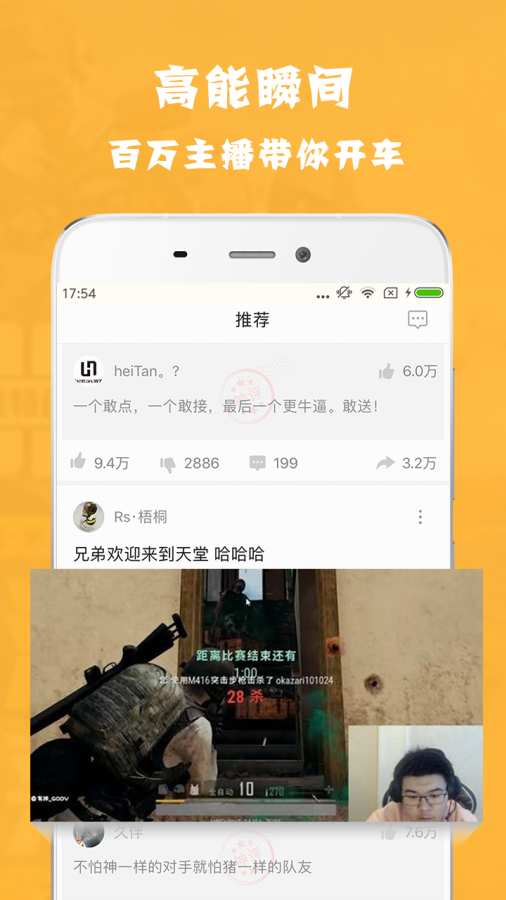 高能瞬间
百万主播带你开车
17:54
推荐
heiTan。?
6.0万
一个敢点，一个敢接，最后一个更牛逼。敢送!
9.4万
2886
199
3.2万
Rs·梧桐
兄弟欢迎来到天堂 哈哈哈
距离比赛结束还有
1:00
使用M416突击步枪击杀了 okazari101024
28 杀
全自动 10 270
久伴
7.6万
不怕神一样的对手就怕猪一样的队友